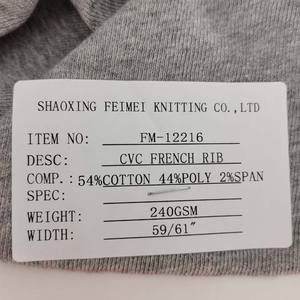 SHAOXING FEIMEI KNITTING CO.,LTD
ITEM NO: FM-12216
DESC: CVC FRENCH RIB
COMP.: 54%COTTON 44%POLY 2%SPAN
SPEC:
WEIGHT: 240GSM
WIDTH: 59/61"